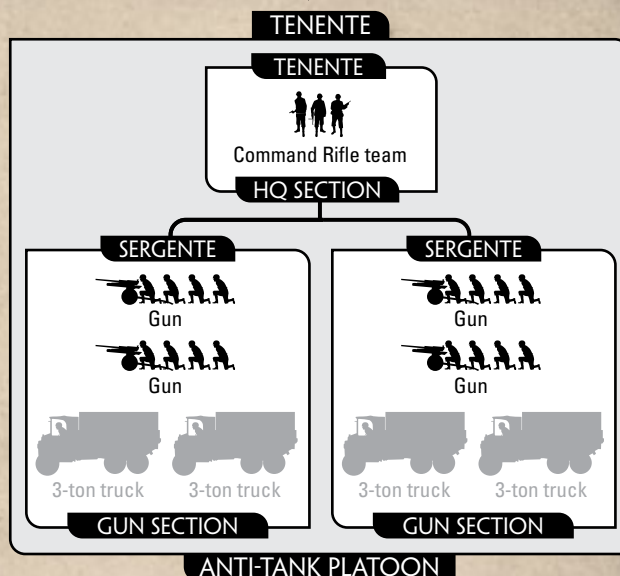 TENENTE
TENENTE
Command Rifle team
HQ SECTION
SERGENTE
Gun
Gun
3-ton truck 3-ton truck
GUN SECTION
SERGENTE
Gun
Gun
3-ton truck 3-ton truck
GUN SECTION
ANTI-TANK PLATOON